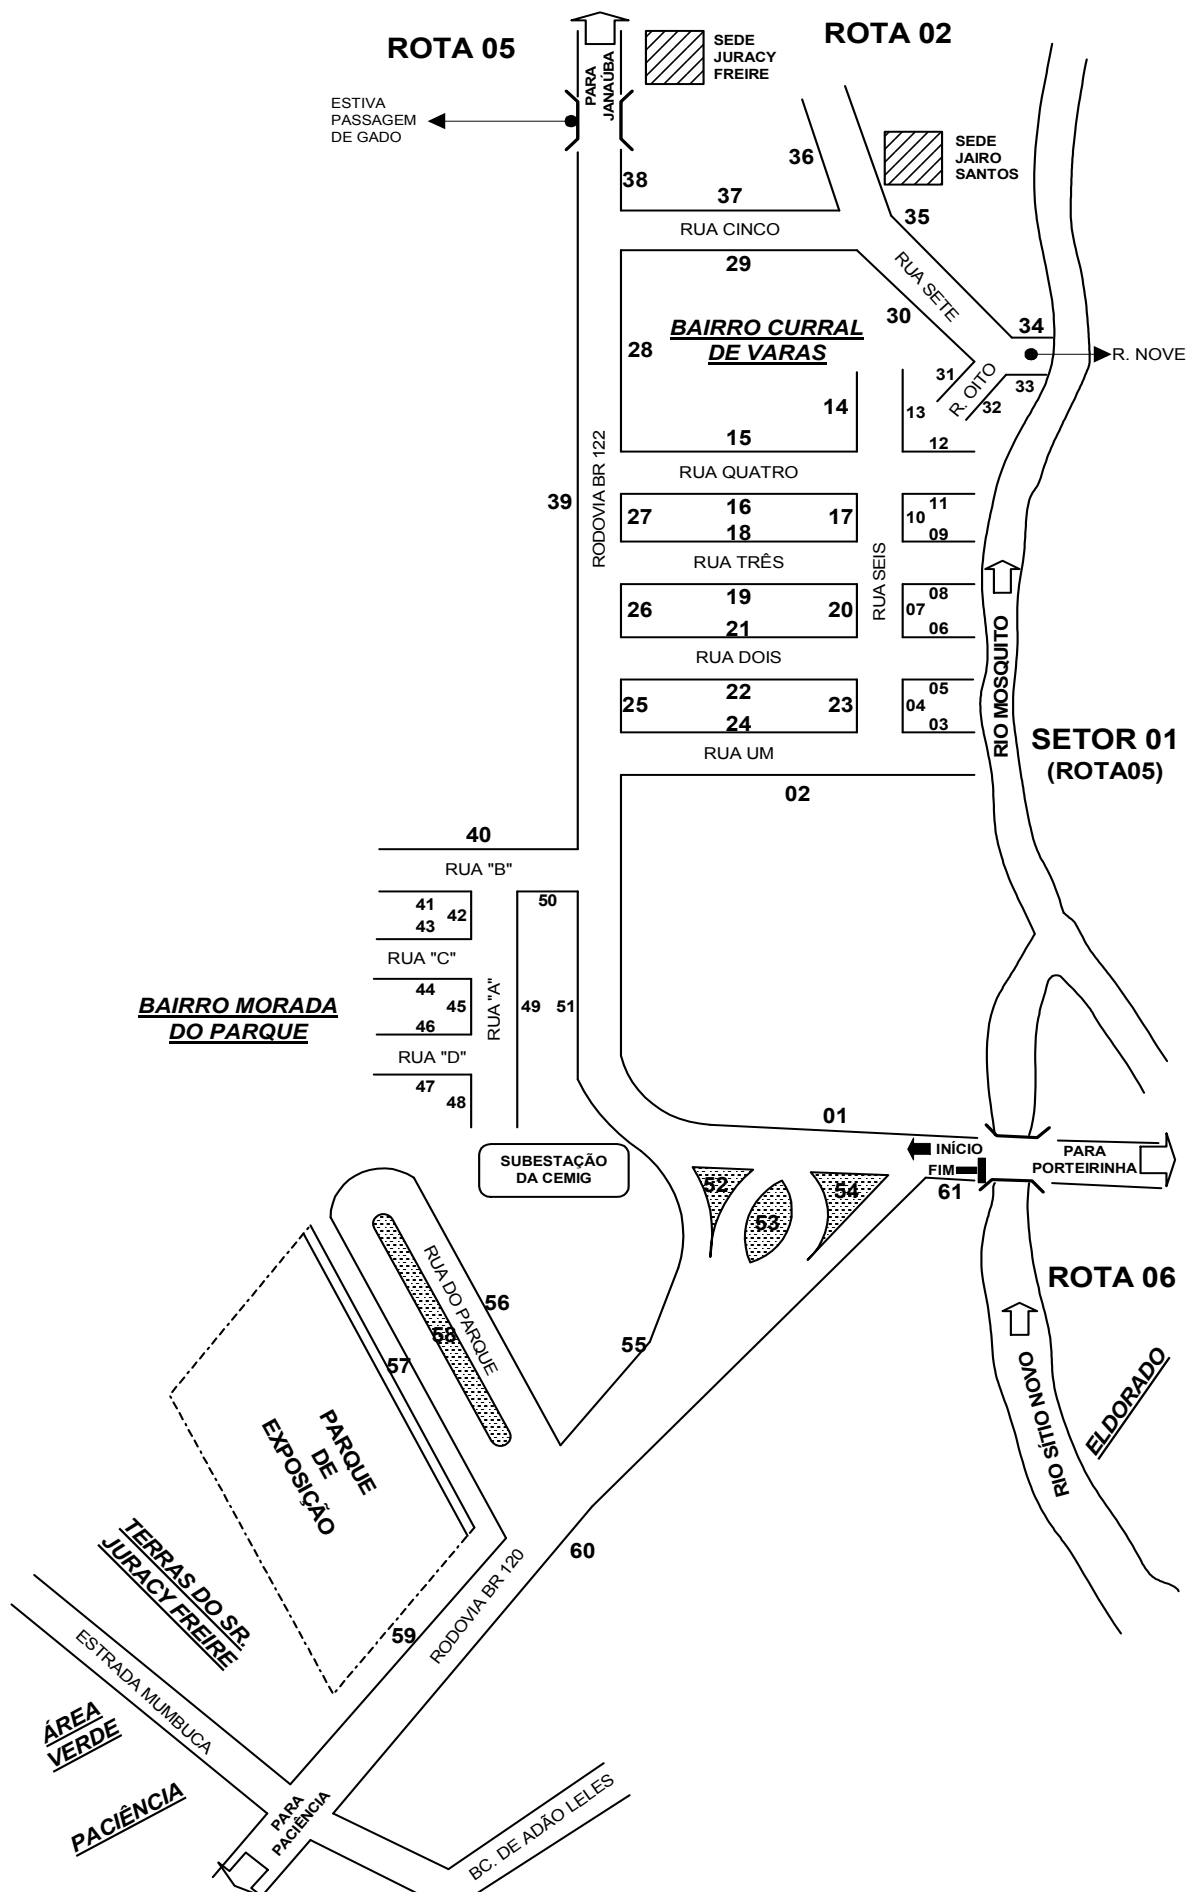 ROTA 05
PARA
JANAÚBA
SEDE
JURACY
FREIRE
ROTA 02
ESTIVA
PASSAGEM
DE GADO
SEDE
JAIRO
SANTOS
36
38
37
35
RUA CINCO
29
RUA SETE
30
34
R. NOVE
28
BAIRRO CURRAL
DE VARAS
31
R. OITO
33
32
14
13
15
12
RODOVIA BR 122
RUA QUATRO
39
27
16
17
10
11
18
09
RUA TRÊS
RUA SEIS
26
19
20
07
08
21
06
RUA DOIS
25
22
23
04
05
24
03
RIO MOSQUITO
SETOR 01
(ROTA05)
RUA UM
02
40
RUA "B"
41
42
43
50
RUA "C"
44
45
46
RUA "A"
49
51
BAIRRO MORADA
DO PARQUE
RUA "D"
47
48
01
SUBESTAÇÃO
DA CEMIG
INÍCIO
FIM
PARA
PORTEIRINHA
61
52
53
54
ROTA 06
RUA DO PARQUE
56
58
57
55
RIO SÍTIO NOVO
ELDORADO
PARQUE
DE
EXPOSIÇÃO
60
59
RODOVIA BR 120
TERRAS DO SR.
JURACY FREIRE
ESTRADA MUMBUCA
ÁREA
VERDE
PACIÊNCIA
PARA
PACIÊNCIA
BC. DE ADÃO LELES